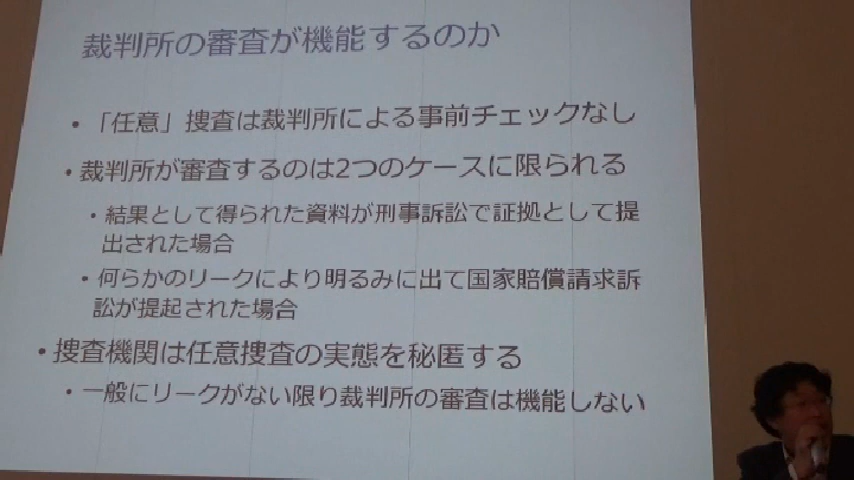 裁判所の審査が機能するのか
・「任意」捜査は裁判所による事前チェックなし
・裁判所が審査するのは2つのケースに限られる
・結果として得られた資料が刑事訴訟で証拠として提
出された場合
・何らかのリークにより明るみに出て国家賠償請求訴
訟が提起された場合
・捜査機関は任意捜査の実態を秘匿する
・一般にリークがない限り裁判所の審査は機能しない